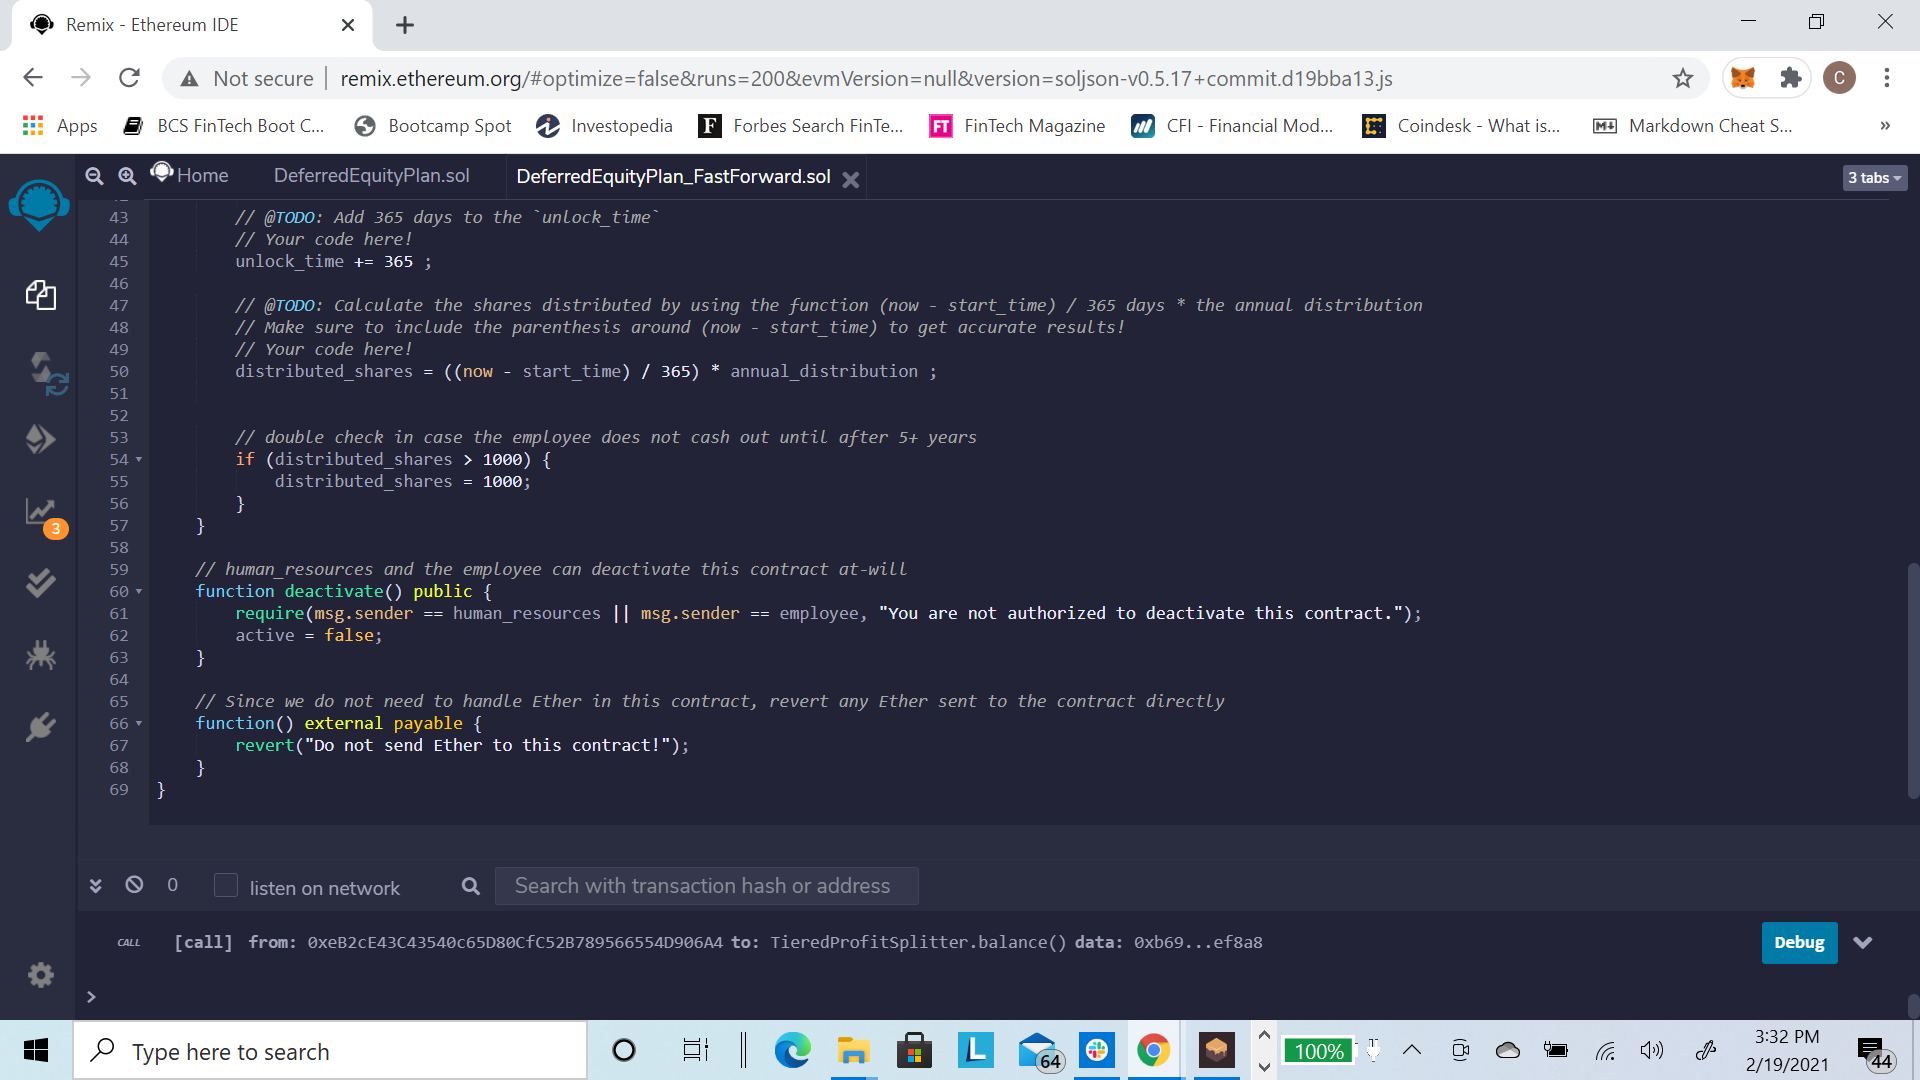 Remix - Ethereum IDE
Not secure
remix.ethereum.org/#optimize=false&runs=200&evmVersion=null&version=soljson-v0.5.17+commit.d19bba13.js
C
Apps
BCS FinTech Boot C...
Bootcamp Spot
Investopedia
F
Forbes Search FinTe...
FT
FinTech Magazine
CFI - Financial Mod...
Coindesk - What is...
Markdown Cheat S...
»
Home
DeferredEquityPlan.sol
DeferredEquityPlan_FastForward.sol
3 tabs
43 // @TODO: Add 365 days to the `unlock_time`
44 // Your code here!
45 unlock_time += 365 ;
46
47 // @TODO: Calculate the shares distributed by using the function (now - start_time) / 365 days * the annual distribution
48 // Make sure to include the parenthesis around (now - start_time) to get accurate results!
49 // Your code here!
50 distributed_shares = ((now - start_time) / 365) * annual_distribution ;
51
52
53 // double check in case the employee does not cash out until after 5+ years
54 if (distributed_shares > 1000) {
55 distributed_shares = 1000;
56 }
57 }
58
59 // human_resources and the employee can deactivate this contract at-will
60 function deactivate() public {
61 require(msg.sender == human_resources || msg.sender == employee, "You are not authorized to deactivate this contract.");
62 active = false;
63 }
64
65 // Since we do not need to handle Ether in this contract, revert any Ether sent to the contract directly
66 function() external payable {
67 revert("Do not send Ether to this contract!");
68 }
69 }
3
0
listen on network
Search with transaction hash or address
CALL [call] from: 0xeB2cE43C43540c65D80CfC52B789566554D906A4 to: TieredProfitSplitter.balance() data: 0xb69...ef8a8
Debug
>
Type here to search
L
64
100%
3:32 PM
2/19/2021
44